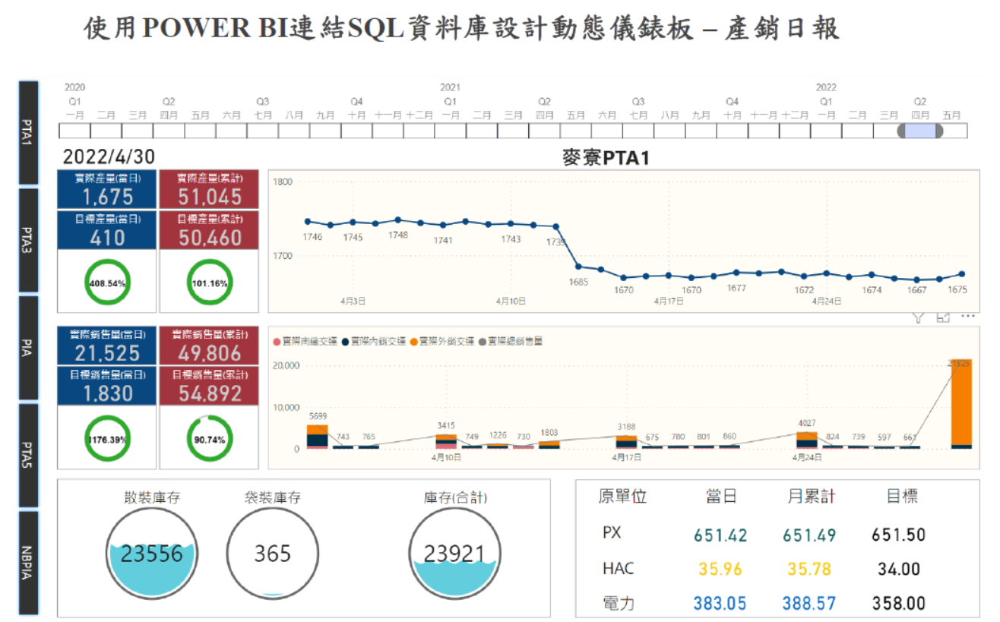 使用POWER BI連結SQL資料庫設計動態儀錶板 – 產銷日報
2020 2021 2022
Q1 Q2 Q3 Q4 Q1 Q2 Q3 Q4 Q1 Q2
一月 二月 三月 四月 五月 六月 七月 八月 九月 十月 十一月 十二月 一月 二月 三月 四月 五月 六月 七月 八月 九月 十月 十一月 十二月 一月 二月 三月 四月 五月
PTA1
PTA3
PIA
PTA5
NBPIA
2022/4/30
麥寮PTA1
實際產量(當日) 實際產量(累計)
1,675 51,045
目標產量(當日) 目標產量(累計)
410 50,460
408.54% 101.16%
1800
1700
1746 1745 1748 1741 1743 1739 1685 1670 1670 1677 1672 1674 1667 1675
4月3日 4月10日 4月17日 4月24日
實際銷售量(當日) 實際銷售量(累計)
21,525 49,806
目標銷售量(當日) 目標銷售量(累計)
1,830 54,892
1176.39% 90.74%
實際南纖交運 實際內銷交運 實際外銷交運 實際總銷售量
20,000
10,000
0
5699 743 765 3415 749 1226 730 1803 3188 675 780 801 860 4027 824 739 597 661 21525
4月10日 4月17日 4月24日
散裝庫存 袋裝庫存 庫存(合計)
23556 365 23921
原單位 當日 月累計 目標
PX 651.42 651.49 651.50
HAC 35.96 35.78 34.00
電力 383.05 388.57 358.00